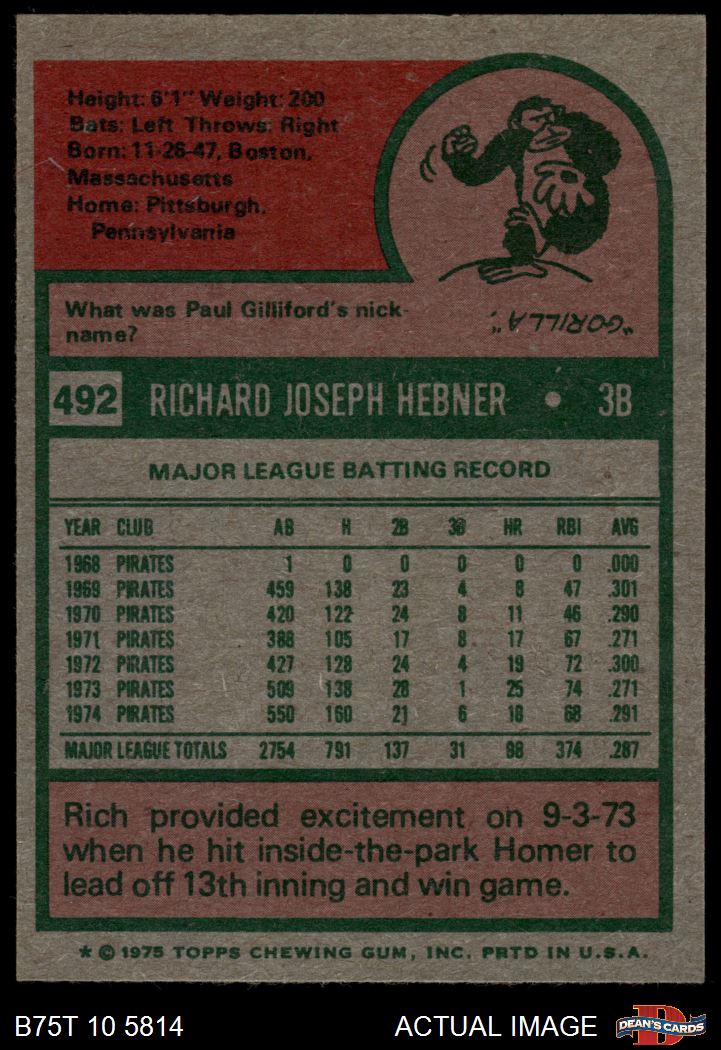 Height: 6'1" Weight: 200
Bats: Left Throws: Right
Born: 11-26-47, Boston,
Massachusetts
Home: Pittsburgh,
Pennsylvania
What was Paul Gilliford's nick-
name?
"GORILLA".
492 RICHARD JOSEPH HEBNER • 3B
MAJOR LEAGUE BATTING RECORD
YEAR CLUB AB H 2B 3B HR RBI AVG
1968 PIRATES 1 0 0 0 0 0 .000
1969 PIRATES 459 138 23 4 8 47 .301
1970 PIRATES 420 122 24 8 11 46 .290
1971 PIRATES 388 105 17 8 17 67 .271
1972 PIRATES 427 128 24 4 19 72 .300
1973 PIRATES 509 138 28 1 25 74 .271
1974 PIRATES 550 160 21 6 18 68 .291
MAJOR LEAGUE TOTALS 2754 791 137 31 98 374 .287
Rich provided excitement on 9-3-73
when he hit inside-the-park Homer to
lead off 13th inning and win game.
* © 1975 TOPPS CHEWING GUM, INC. PRTD IN U.S.A.
B75T 10 5814 ACTUAL IMAGE
D
DEAN'S CARDS